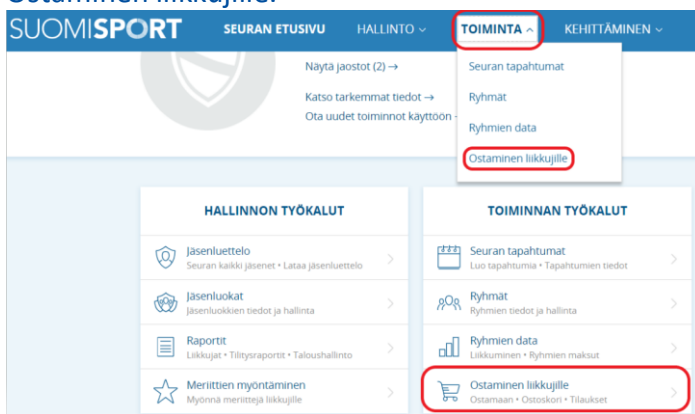 Ostaminen liikkujille.
SUOMISPORT SEURAN ETUSIVU HALLINTO TOIMINTA KEHITTÄMINEN
Näytä jaostot (2) →
Katso tarkemmat tiedot →
Ota uudet toiminnot käyttöön
Seuran tapahtumat
Ryhmät
Ryhmien data
Ostaminen liikkujille
HALLINNON TYÖKALUT
Jäsenluettelo
Seuran kaikki jäsenet • Lataa jäsenluettelo
Jäsenluokat
Jäsenluokkien tiedot ja hallinta
Raportit
Liikkujat • Tilitysraportit • Taloushallinto
Meriittien myöntäminen
Myönnä meriittejä liikkujille
TOIMINNAN TYÖKALUT
Seuran tapahtumat
Luo tapahtumia • Tapahtumien tiedot
Ryhmät
Ryhmien tiedot ja hallinta
Ryhmien data
Liikkuminen • Ryhmien maksut
Ostaminen liikkujille
Ostamaan • Ostoskori • Tilaukset